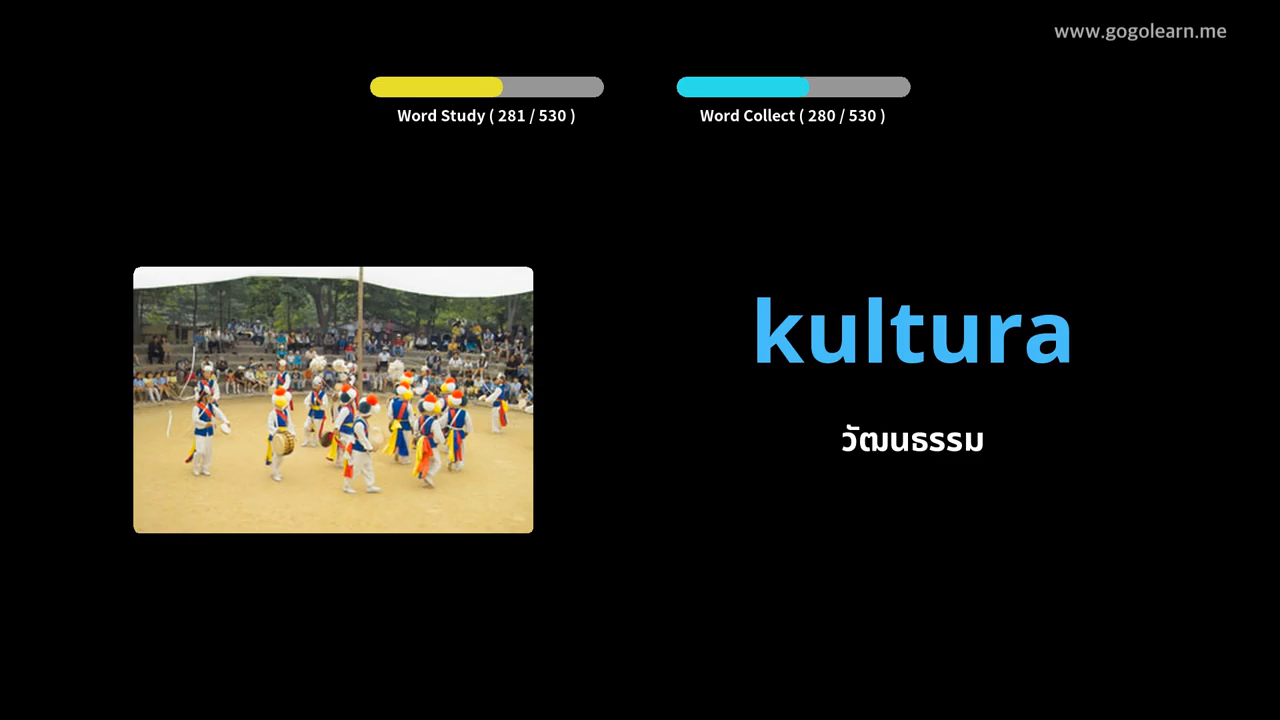 www.gogolearn.me
Word Study ( 281 / 530 )
Word Collect ( 280 / 530 )
kultura
วัฒนธรรม